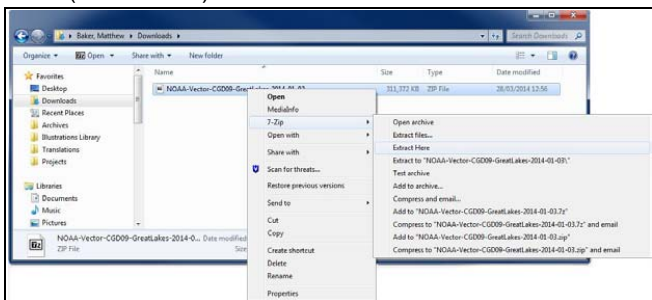 Baker, Matthew ▸ Downloads ▸
Search Downloads
Organize
Open
Share with
New folder
Favorites
Desktop
Downloads
Recent Places
Archives
Illustrations Library
Translations
Projects
Libraries
Documents
Music
Pictures
Name
Size
Type
Date modified
NOAA-Vector-CGD09-GreatLakes-2014-01-03
311,372 KB
ZIP File
28/03/2014 12:56
Open
MediaInfo
7-Zip
Open with
Share with
Scan for threats...
Restore previous versions
Send to
Cut
Copy
Create shortcut
Delete
Rename
Properties
Open archive
Extract files...
Extract Here
Extract to "NOAA-Vector-CGD09-GreatLakes-2014-01-03\"
Test archive
Add to archive...
Compress and email...
Add to "NOAA-Vector-CGD09-GreatLakes-2014-01-03.7z"
Compress to "NOAA-Vector-CGD09-GreatLakes-2014-01-03.7z" and email
Add to "NOAA-Vector-CGD09-GreatLakes-2014-01-03.zip"
Compress to "NOAA-Vector-CGD09-GreatLakes-2014-01-03.zip" and email
NOAA-Vector-CGD09-GreatLakes-2014-0... Date modified
ZIP File
Size